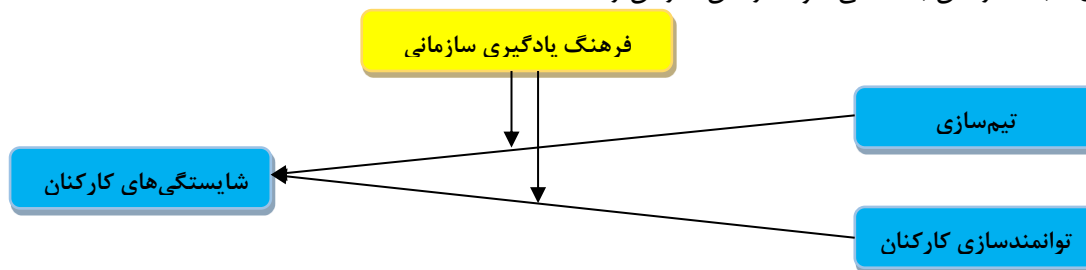 فرهنگ یادگیری سازمانی
تیم‌سازی
شایستگی‌های کارکنان
توانمندسازی کارکنان